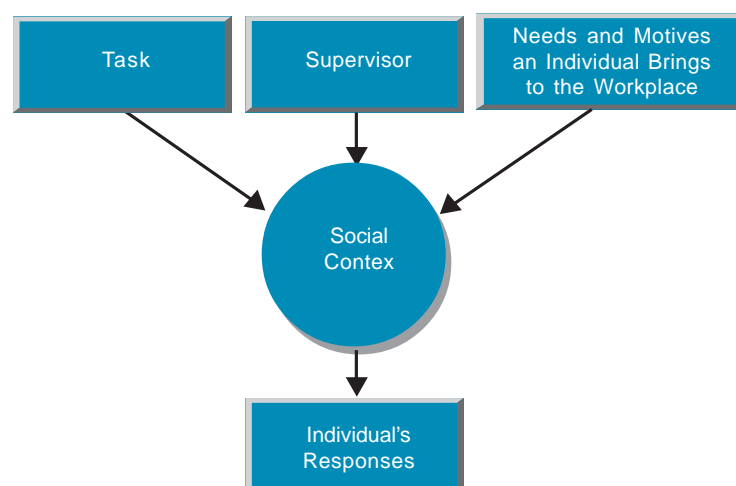 Task
Supervisor
Needs and Motives
an Individual Brings
to the Workplace
Social
Contex
Individual's
Responses